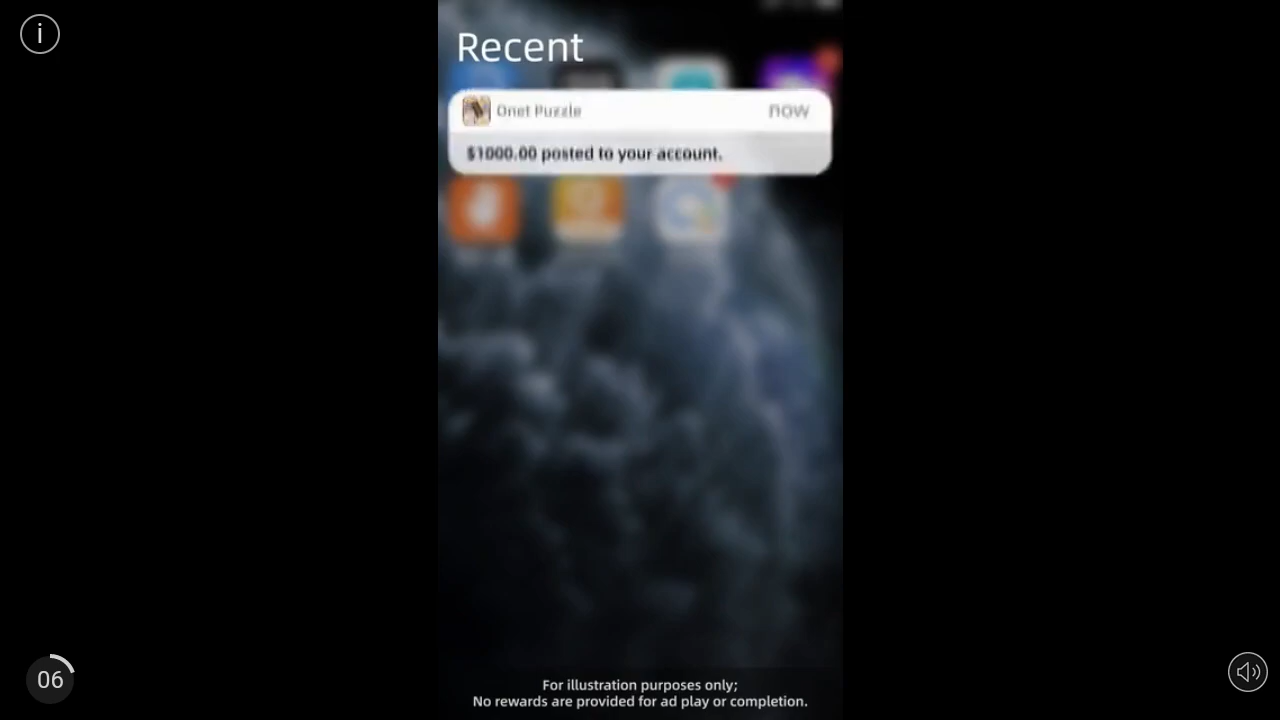 i
Recent
Onet Puzzle now
$1000.00 posted to your account.
06
For illustration purposes only;
No rewards are provided for ad play or completion.